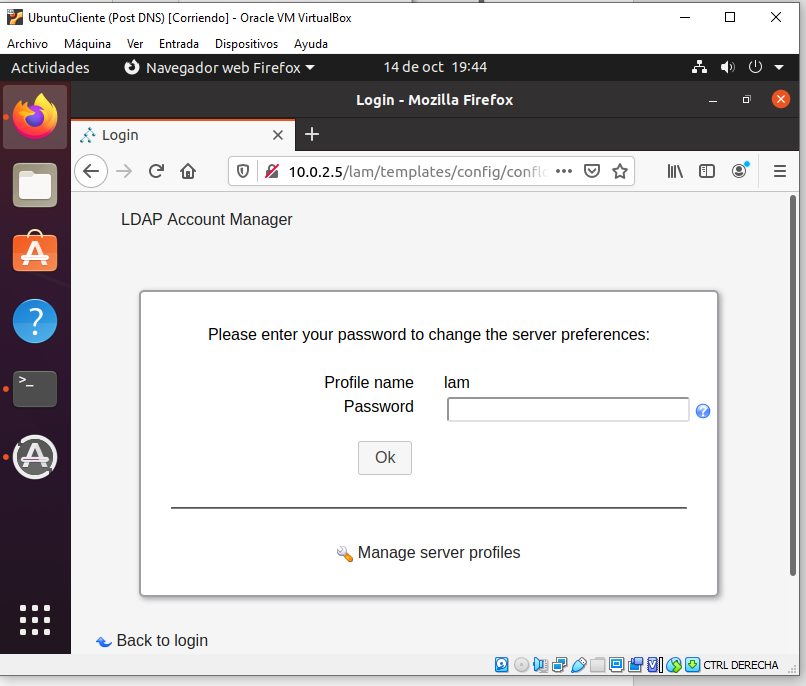 UbuntuCliente (Post DNS) [Corriendo] - Oracle VM VirtualBox
Archivo Máquina Ver Entrada Dispositivos Ayuda
Actividades Navegador web Firefox 14 de oct 19:44
Login - Mozilla Firefox
Login
10.0.2.5/lam/templates/config/conflo
LDAP Account Manager
Please enter your password to change the server preferences:
Profile name lam
Password
Ok
Manage server profiles
Back to login
CTRL DERECHA